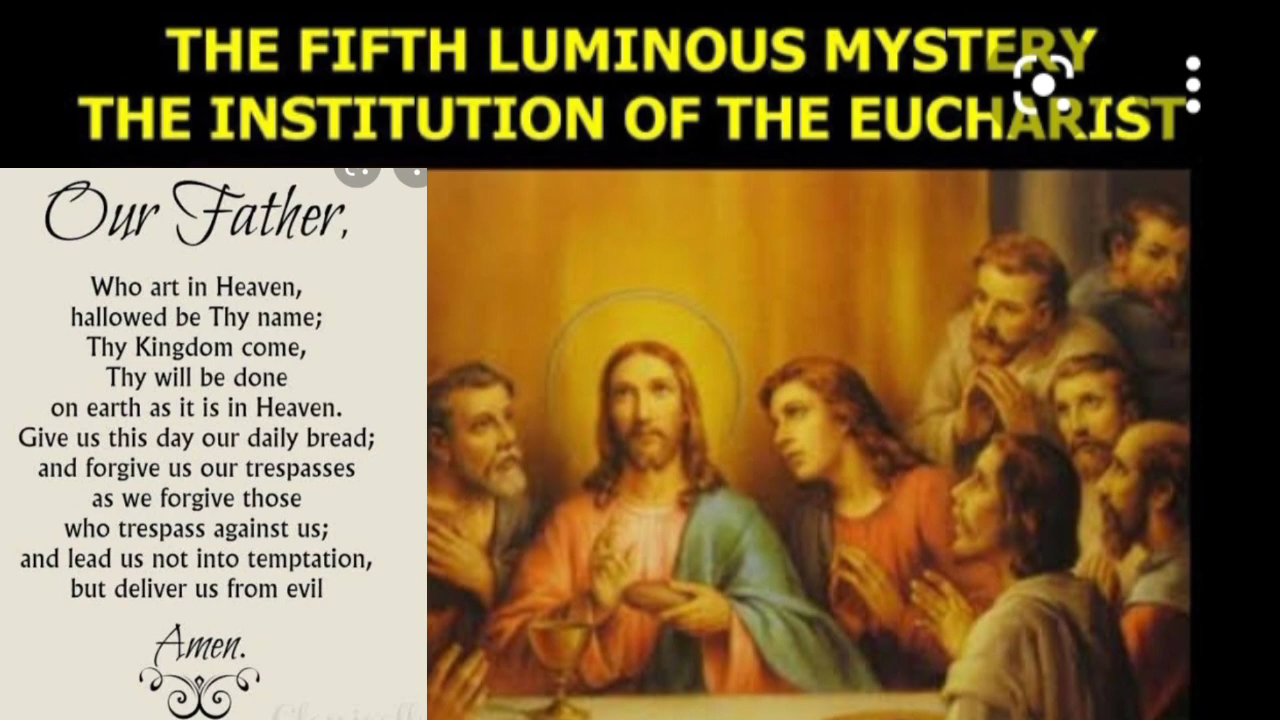 THE FIFTH LUMINOUS MYSTERY
THE INSTITUTION OF THE EUCHARIST
Our Father,
Who art in Heaven,
hallowed be Thy name;
Thy Kingdom come,
Thy will be done
on earth as it is in Heaven.
Give us this day our daily bread;
and forgive us our trespasses
as we forgive those
who trespass against us;
and lead us not into temptation,
but deliver us from evil
Amen.